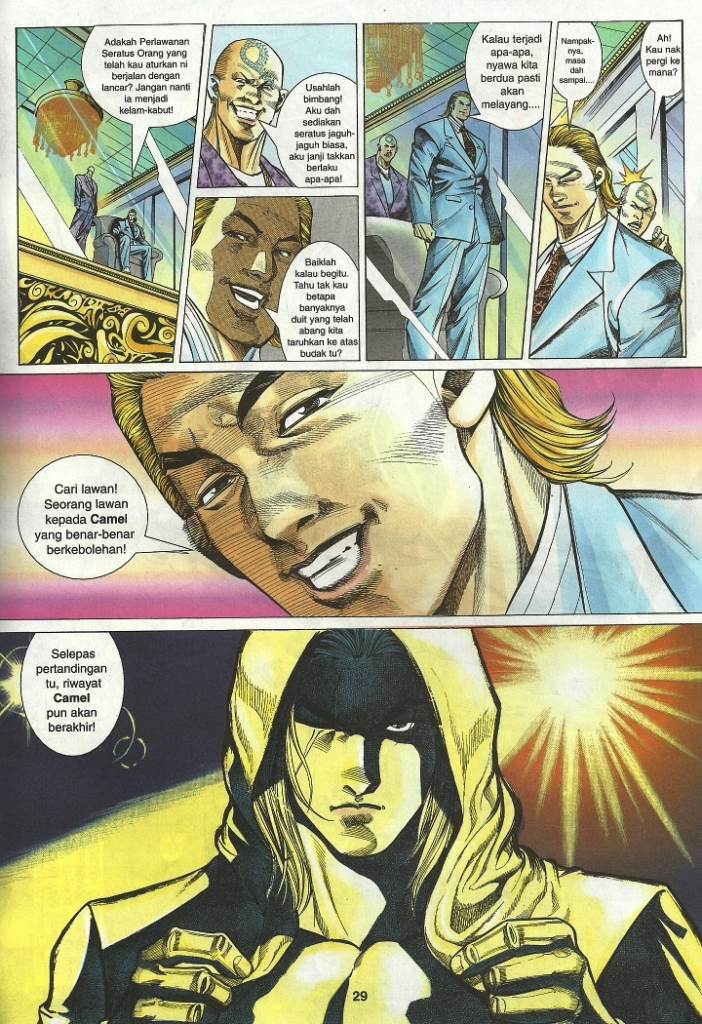 Adakah Perlawanan
Seratus Orang yang
telah kau aturkan ni
berjalan dengan
lancar? Jangan nanti
ia menjadi
kelam-kabut!
Usahlah
bimbang!
Aku dah
sediakan
seratus jaguh-
jaguh biasa,
aku janji takkan
berlaku
apa-apa!
Baiklah
kalau begitu.
Tahu tak kau
betapa
banyaknya
duit yang telah
abang kita
taruhkan ke atas
budak tu?
Kalau terjadi
apa-apa,
nyawa kita
berdua pasti
akan
melayang....
Nampak-
nya,
masa
dah
sampai....
Ah!
Kau nak
pergi ke
mana?
Cari lawan!
Seorang lawan
kepada Camel
yang benar-benar
berkebolehan!
Selepas
pertandingan
tu, riwayat
Camel
pun akan
berakhir!
29